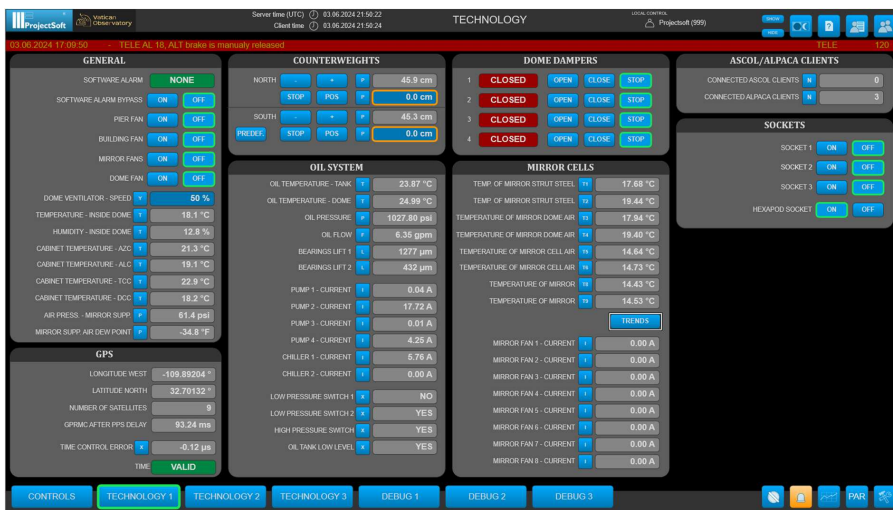 ProjectSoft
Vatican Observatory
Server time (UTC) 03.06.2024 21:50:22
Client time 03.06.2024 21:50:24
TECHNOLOGY
LOCAL CONTROL
Projectsoft (999)
SHOW
HIDE
?
03.06.2024 17:09:50 - TELE AL 18, ALT brake is manualy released TELE 120
GENERAL
SOFTWARE ALARM NONE
SOFTWARE ALARM BYPASS ON OFF
PIER FAN ON OFF
BUILDING FAN ON OFF
MIRROR FANS ON OFF
DOME FAN ON OFF
DOME VENTILATOR - SPEED 50 %
TEMPERATURE - INSIDE DOME T 18.1 °C
HUMIDITY - INSIDE DOME 12.8 %
CABINET TEMPERATURE - AZC T 21.3 °C
CABINET TEMPERATURE - ALC T 19.1 °C
CABINET TEMPERATURE - TCC T 22.9 °C
CABINET TEMPERATURE - DCC T 18.2 °C
AIR PRESS. - MIRROR SUPP. P 61.4 psi
MIRROR SUPP. AIR DEW POINT P -34.8 °F
GPS
LONGITUDE WEST -109.89204 °
LATITUDE NORTH 32.70132 °
NUMBER OF SATELLITES 9
GPRMC AFTER PPS DELAY 93.24 ms
TIME CONTROL ERROR X -0.12 µs
TIME VALID
COUNTERWEIGHTS
NORTH - + P 45.9 cm
STOP POS P 0.0 cm
SOUTH - + P 45.3 cm
PREDEF. STOP POS P 0.0 cm
OIL SYSTEM
OIL TEMPERATURE - TANK T 23.87 °C
OIL TEMPERATURE - DOME T 24.99 °C
OIL PRESSURE P 1027.80 psi
OIL FLOW F 6.35 gpm
BEARINGS LIFT 1 L 1277 µm
BEARINGS LIFT 2 L 432 µm
PUMP 1 - CURRENT I 0.04 A
PUMP 2 - CURRENT I 17.72 A
PUMP 3 - CURRENT I 0.01 A
PUMP 4 - CURRENT I 4.25 A
CHILLER 1 - CURRENT I 5.76 A
CHILLER 2 - CURRENT I 0.00 A
LOW PRESSURE SWITCH 1 X NO
LOW PRESSURE SWITCH 2 X YES
HIGH PRESSURE SWITCH X YES
OIL TANK LOW LEVEL X YES
DOME DAMPERS
1 CLOSED OPEN CLOSE STOP
2 CLOSED OPEN CLOSE STOP
3 CLOSED OPEN CLOSE STOP
4 CLOSED OPEN CLOSE STOP
MIRROR CELLS
TEMP. OF MIRROR STRUT STEEL T1 17.68 °C
TEMP. OF MIRROR STRUT STEEL T2 19.44 °C
TEMPERATURE OF MIRROR DOME AIR T3 17.94 °C
TEMPERATURE OF MIRROR DOME AIR T4 19.40 °C
TEMPERATURE OF MIRROR CELL AIR 14.64 °C
TEMPERATURE OF MIRROR CELL AIR 14.73 °C
TEMPERATURE OF MIRROR 14.43 °C
TEMPERATURE OF MIRROR 14.53 °C
TRENDS
MIRROR FAN 1 - CURRENT I 0.00 A
MIRROR FAN 2 - CURRENT I 0.00 A
MIRROR FAN 3 - CURRENT I 0.00 A
MIRROR FAN 4 - CURRENT I 0.00 A
MIRROR FAN 5 - CURRENT I 0.00 A
MIRROR FAN 6 - CURRENT I 0.00 A
MIRROR FAN 7 - CURRENT I 0.00 A
MIRROR FAN 8 - CURRENT I 0.00 A
ASCOL/ALPACA CLIENTS
CONNECTED ASCOL CLIENTS N 0
CONNECTED ALPACA CLIENTS N 3
SOCKETS
SOCKET 1 ON OFF
SOCKET 2 ON OFF
SOCKET 3 ON OFF
HEXAPOD SOCKET ON OFF
CONTROLS TECHNOLOGY 1 TECHNOLOGY 2 TECHNOLOGY 3 DEBUG 1 DEBUG 2 DEBUG 3 PAR